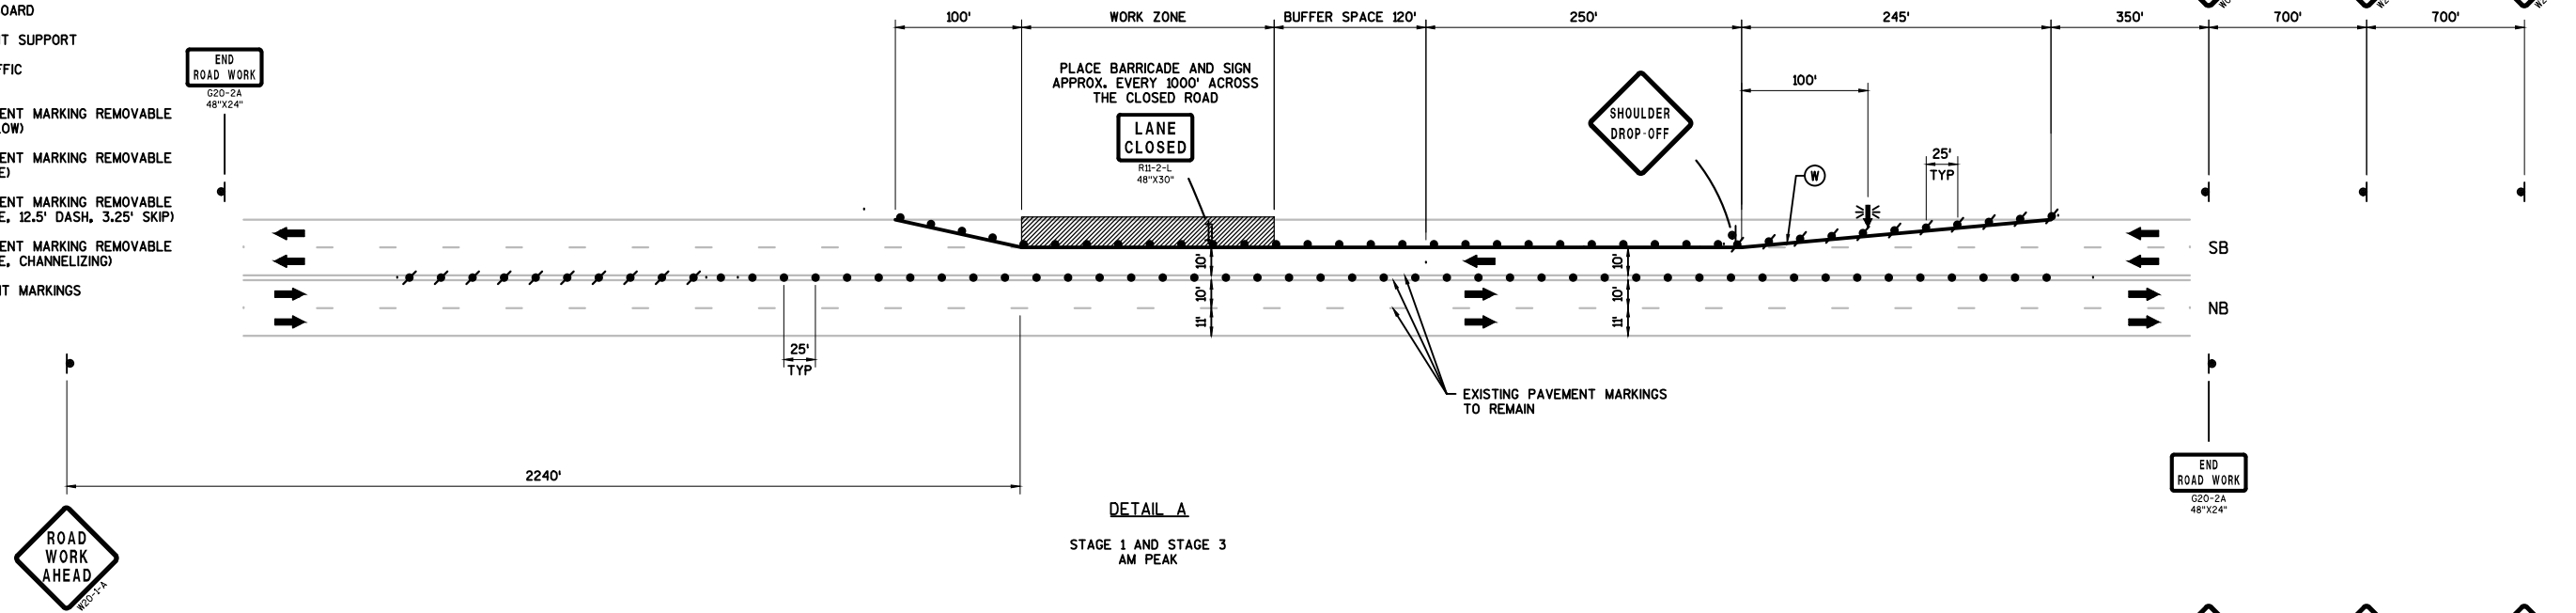 OARD
T SUPPORT
FFIC
ENT MARKING REMOVABLE
LOW)
ENT MARKING REMOVABLE
E)
ENT MARKING REMOVABLE
E, 12.5' DASH, 3.25' SKIP)
ENT MARKING REMOVABLE
E, CHANNELIZING)
T MARKINGS
END
ROAD WORK
G20-2A
48"X24"
100'
WORK ZONE
BUFFER SPACE 120'
250'
245'
350'
700'
700'
PLACE BARRICADE AND SIGN
APPROX. EVERY 1000' ACROSS
THE CLOSED ROAD
LANE
CLOSED
R11-2-L
48"X30"
SHOULDER
DROP-OFF
100'
W
25'
TYP
SB
NB
10'
10'
11'
10'
10'
11'
25'
TYP
EXISTING PAVEMENT MARKINGS
TO REMAIN
2240'
END
ROAD WORK
G20-2A
48"X24"
ROAD
WORK
AHEAD
W20-1-A
DETAIL A
STAGE 1 AND STAGE 3
AM PEAK